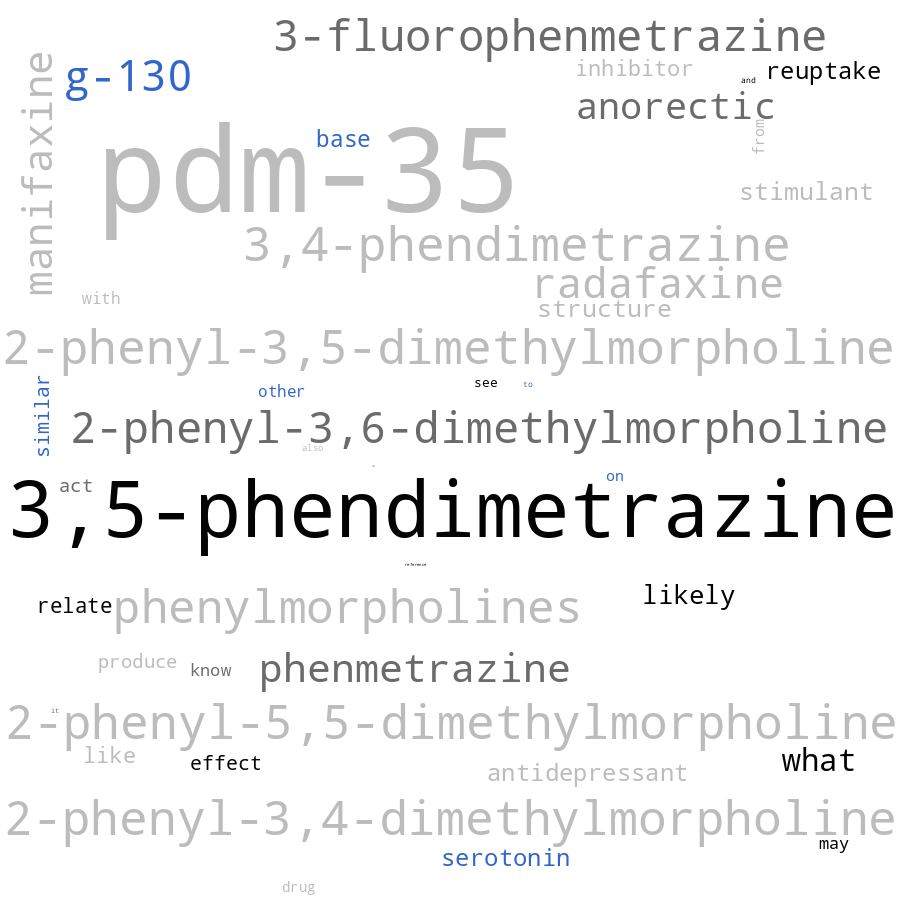 3-fluorophenmetrazine
manifaxine
g-130
inhibitor
and
reuptake
anorectic
base
pdm-35
from
stimulant
3,4-phendimetrazine
radafaxine
with
structure
2-phenyl-3,5-dimethylmorpholine
similar
other
see
to
2-phenyl-3,6-dimethylmorpholine
also
act
on
3,5-phendimetrazine
reference
relate
phenylmorpholines
likely
produce
know
phenmetrazine
it
2-phenyl-5,5-dimethylmorpholine
like
effect
antidepressant
what
2-phenyl-3,4-dimethylmorpholine
may
serotonin
drug